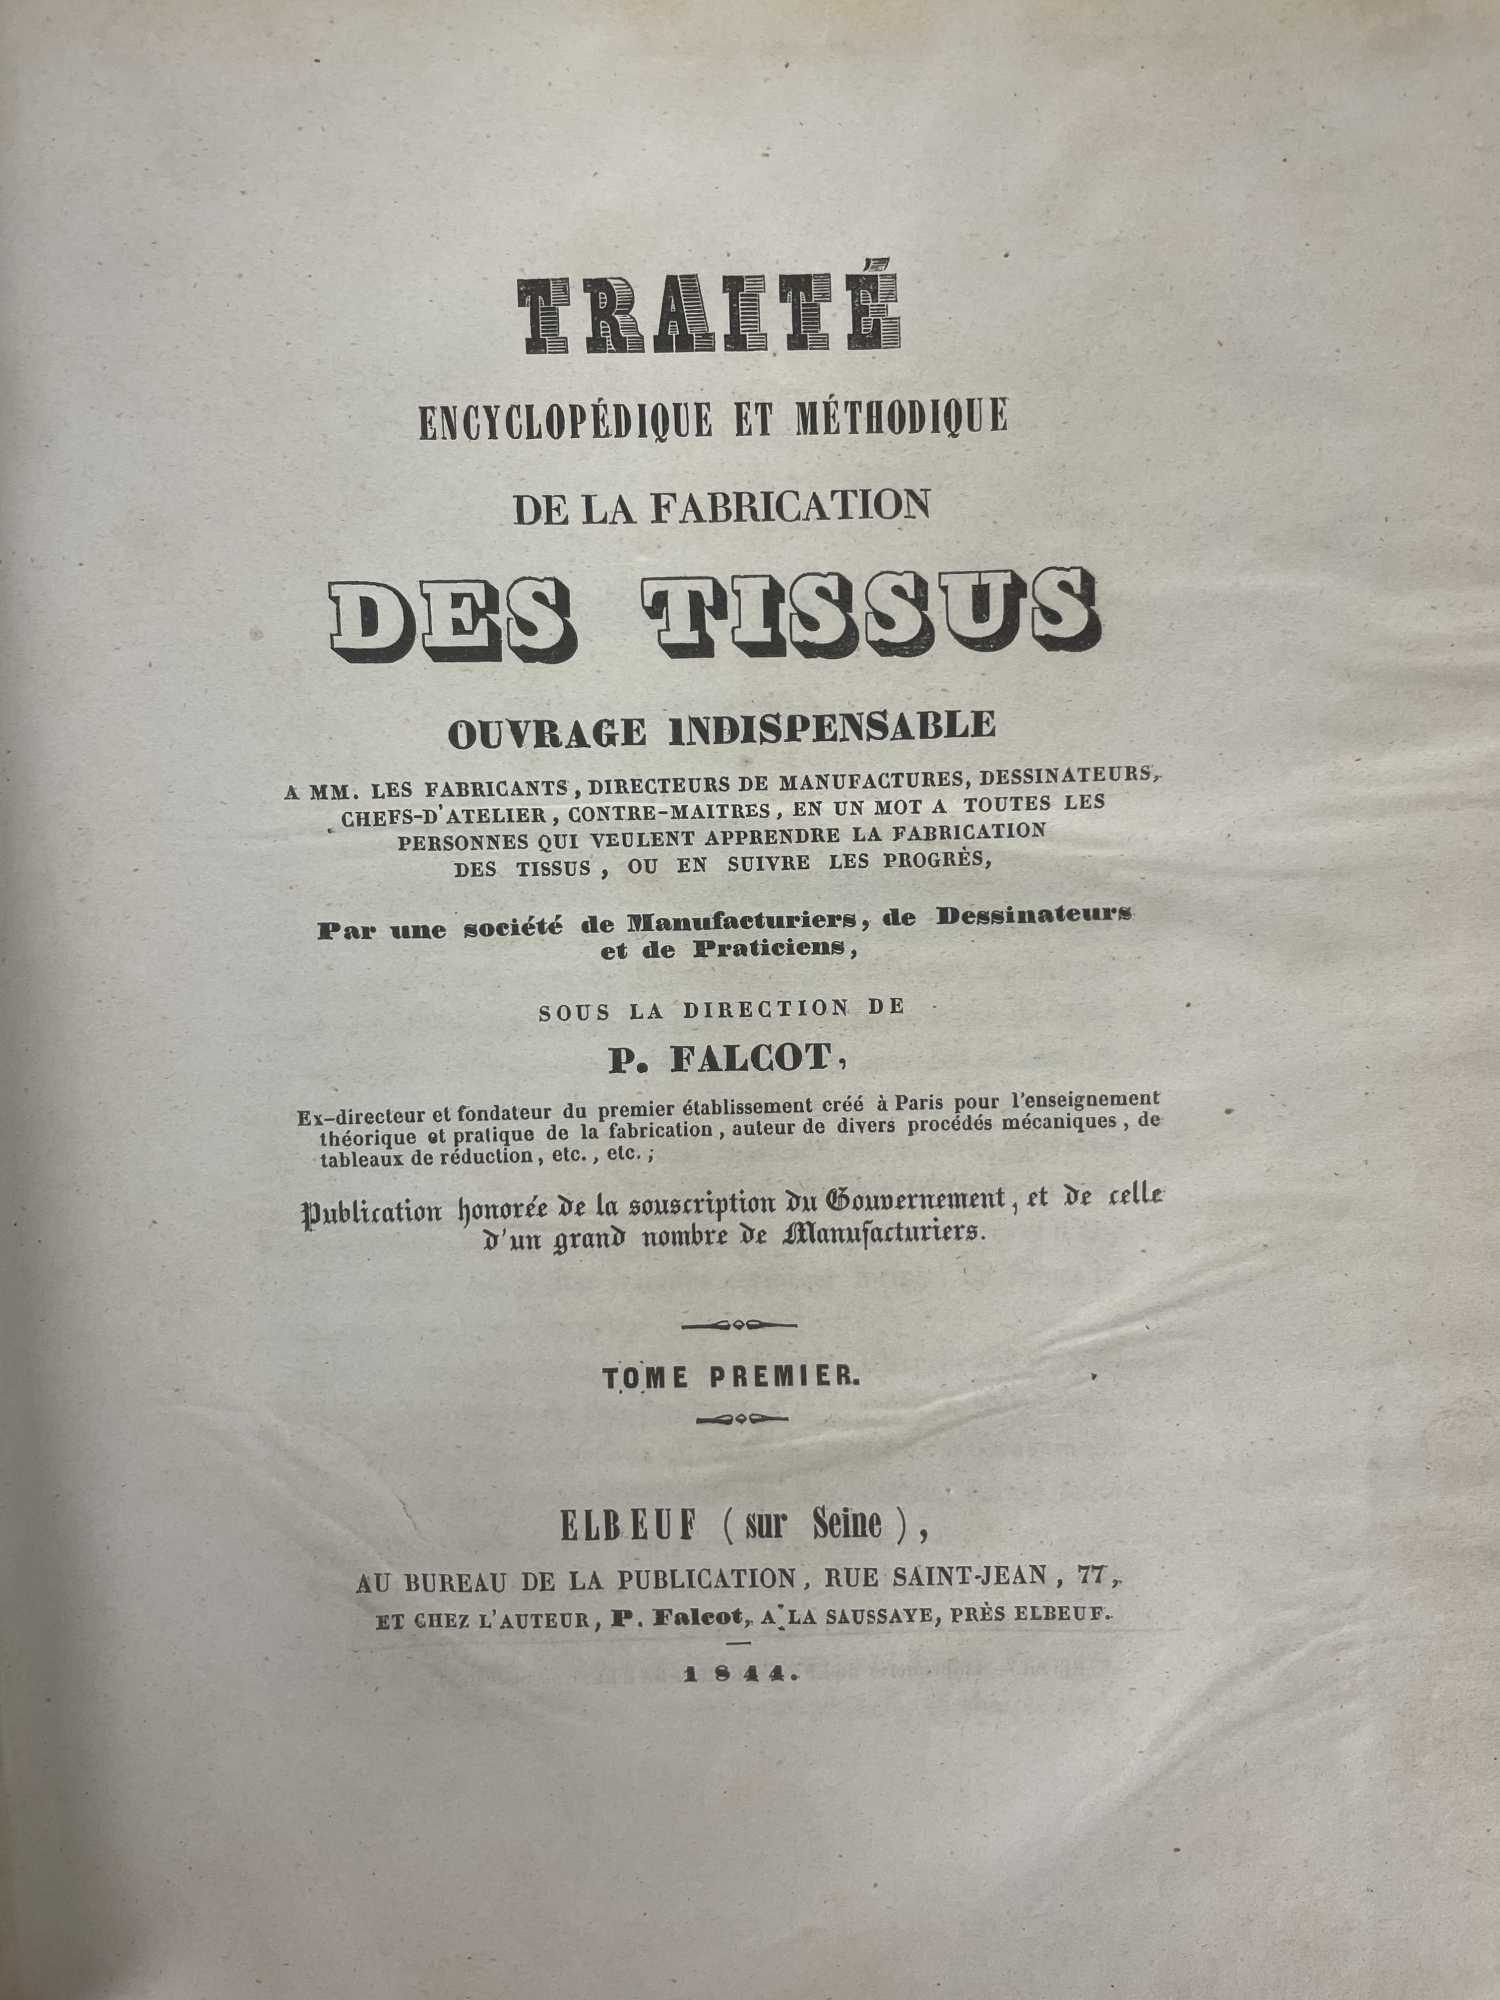 TRAITÉ
ENCYCLOPÉDIQUE ET MÉTHODIQUE
DE LA FABRICATION
DES TISSUS
OUVRAGE INDISPENSABLE
A MM. LES FABRICANTS, DIRECTEURS DE MANUFACTURES, DESSINATEURS,
CHEFS-D'ATELIER, CONTRE-MAITRES, EN UN MOT A TOUTES LES
PERSONNES QUI VEULENT APPRENDRE LA FABRICATION
DES TISSUS, OU EN SUIVRE LES PROGRÈS,
Par une société de Manufacturiers, de Dessinateurs
et de Praticiens,
SOUS LA DIRECTION DE
P. FALCOT,
Ex-directeur et fondateur du premier établissement créé à Paris pour l'enseignement
théorique et pratique de la fabrication, auteur de divers procédés mécaniques, de
tableaux de réduction, etc., etc.;
Publication honorée de la souscription du Gouvernement, et de celle
d'un grand nombre de Manufacturiers.
TOME PREMIER.
ELBEUF (sur Seine),
AU BUREAU DE LA PUBLICATION, RUE SAINT-JEAN, 77,
ET CHEZ L'AUTEUR, P. Falcot, A LA SAUSSAYE, PRÈS ELBEUF.
1844.